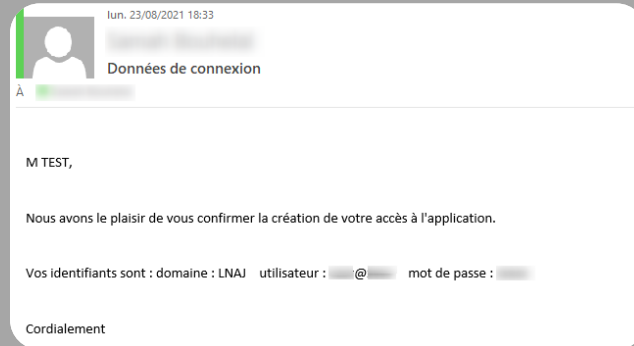 lun. 23/08/2021 18:33
Données de connexion
À
M TEST,
Nous avons le plaisir de vous confirmer la création de votre accès à l'application.
Vos identifiants sont : domaine : LNAJ utilisateur : @ mot de passe :
Cordialement